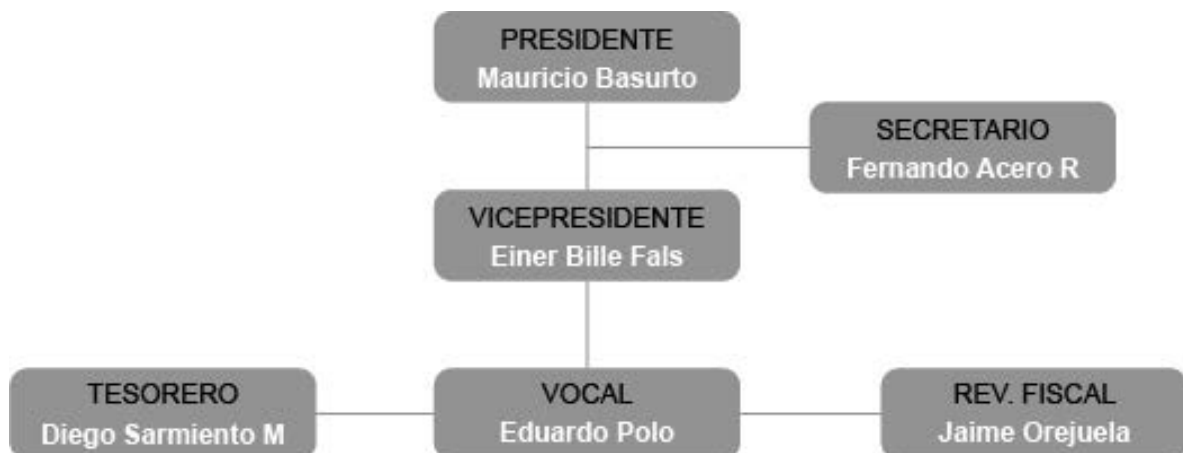 PRESIDENTE
Mauricio Basurto
SECRETARIO
Fernando Acero R
VICEPRESIDENTE
Einer Bille Fals
TESORERO
Diego Sarmiento M
VOCAL
Eduardo Polo
REV. FISCAL
Jaime Orejuela